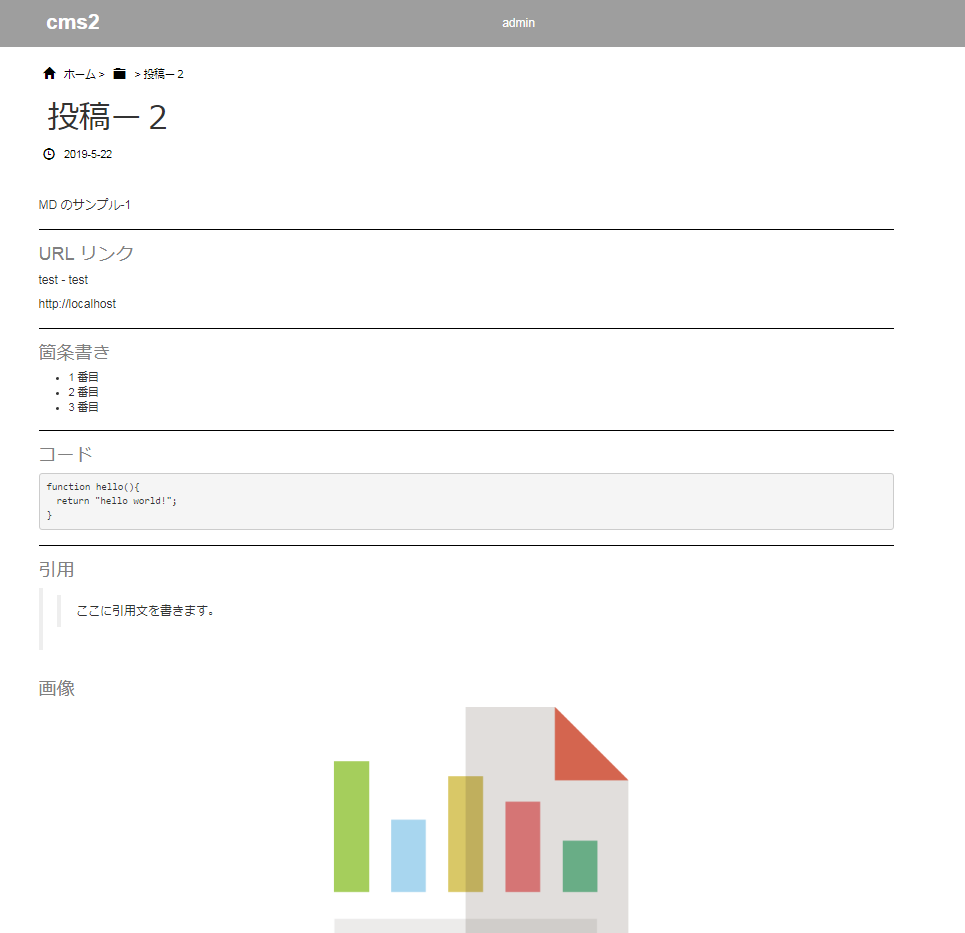 cms2
admin
ホーム > > 投稿ー２
投稿ー２
2019-5-22
MD のサンプル-1
URL リンク
test - test
http://localhost
箇条書き
• 1 番目
• 2 番目
• 3 番目
コード
function hello(){
  return "hello world!";
}
引用
ここに引用文を書きます。
画像